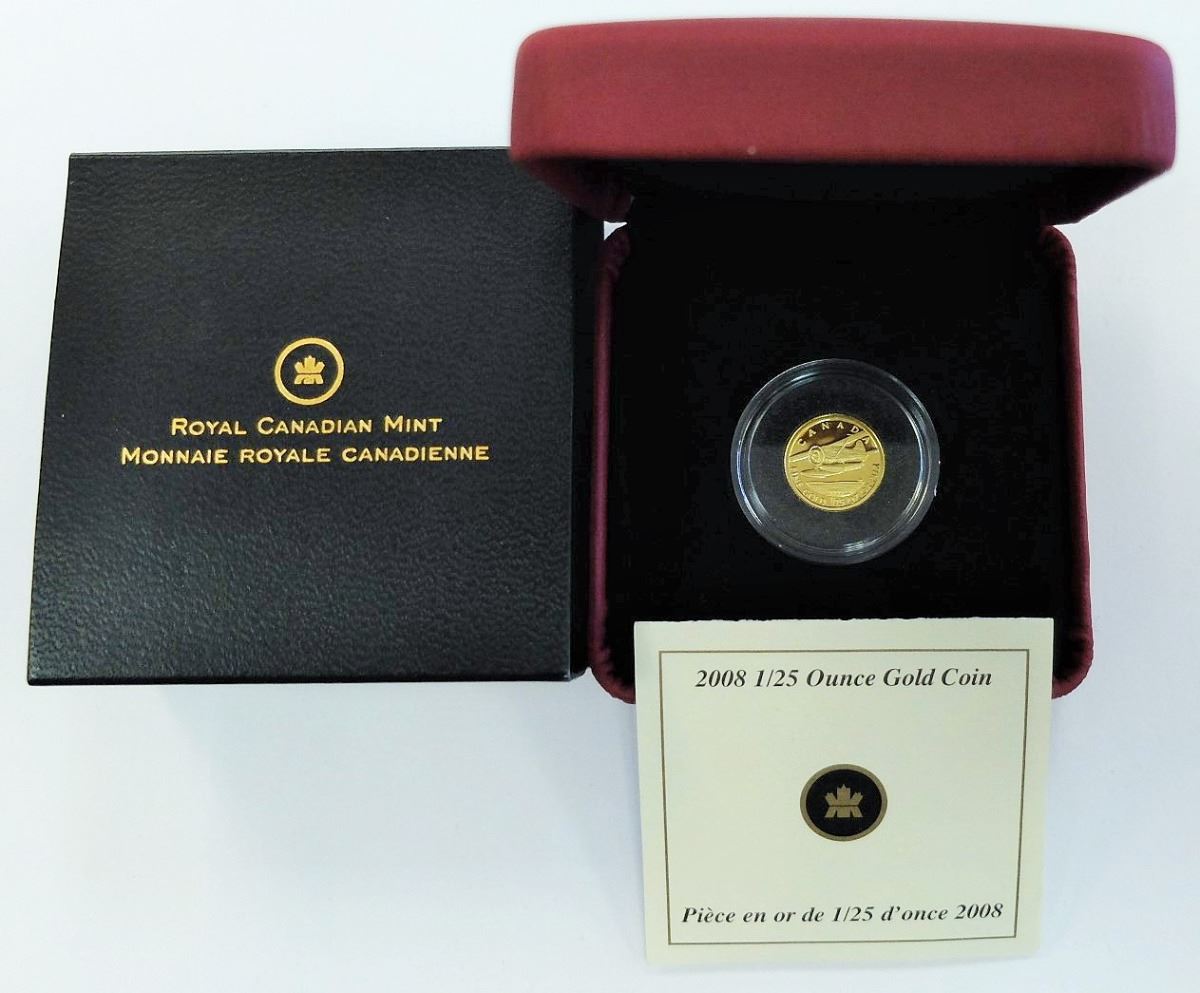 ROYAL CANADIAN MINT
MONNAIE ROYALE CANADIENNE
CANADA
2008 1/25 Ounce Gold Coin
Pièce en or de 1/25 d'once 2008